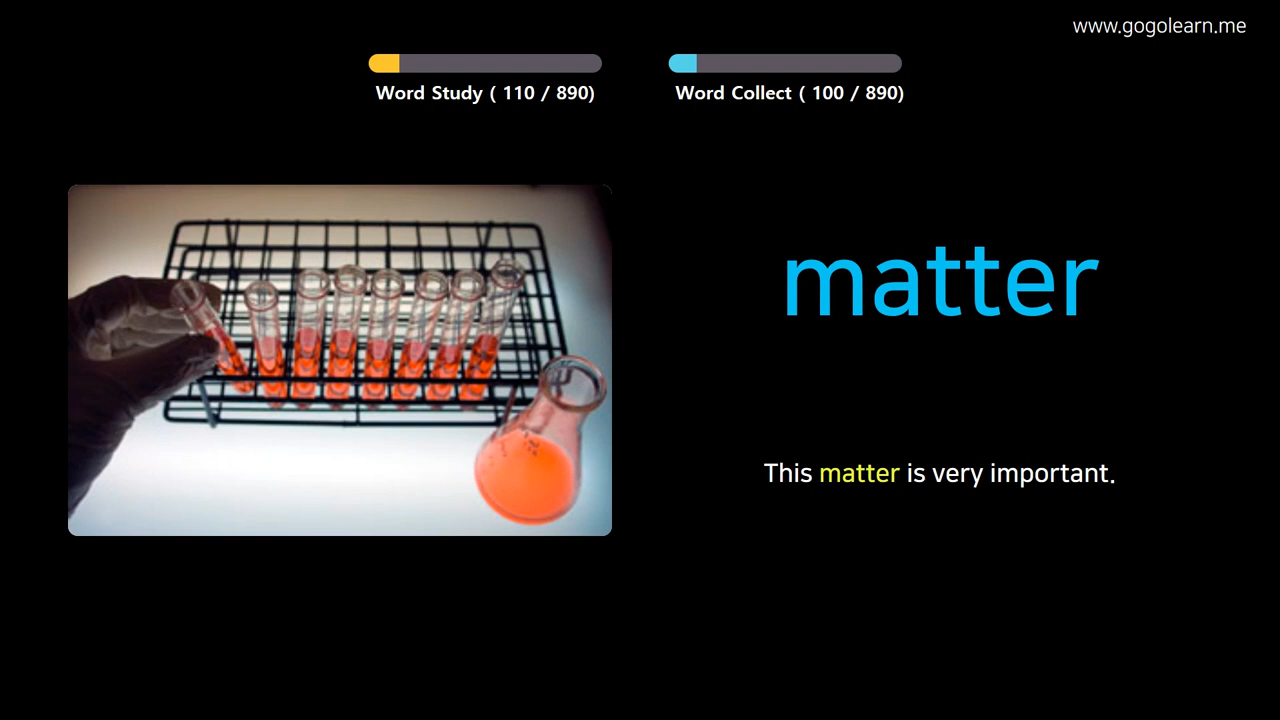 www.gogolearn.me
Word Study ( 110 / 890)
Word Collect ( 100 / 890)
matter
This matter is very important.